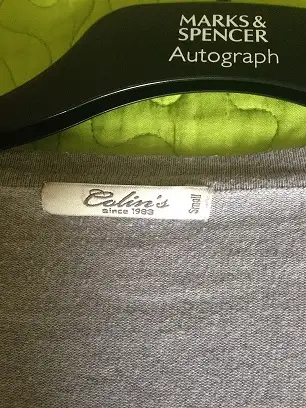 MARKS &
SPENCER
Autograph
Colin's
since 1983
Small